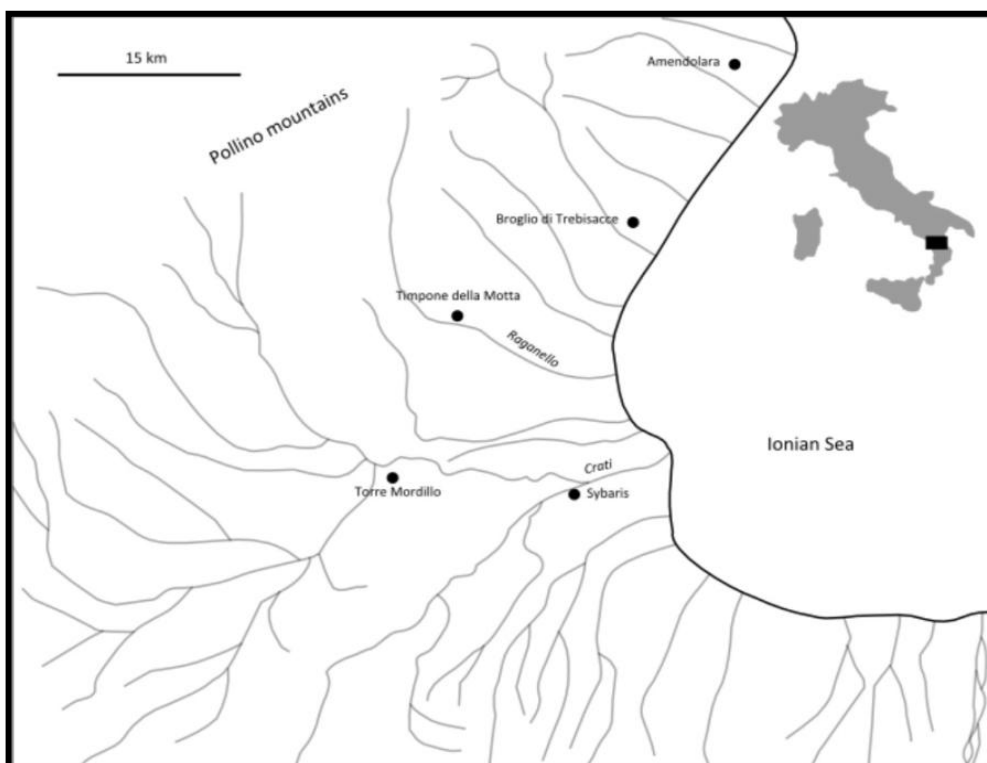 15 km
Amendolara
Pollino mountains
Broglio di Trebisacce
Timpone della Motta
Raganello
Ionian Sea
Crati
Torre Mordillo
Sybaris